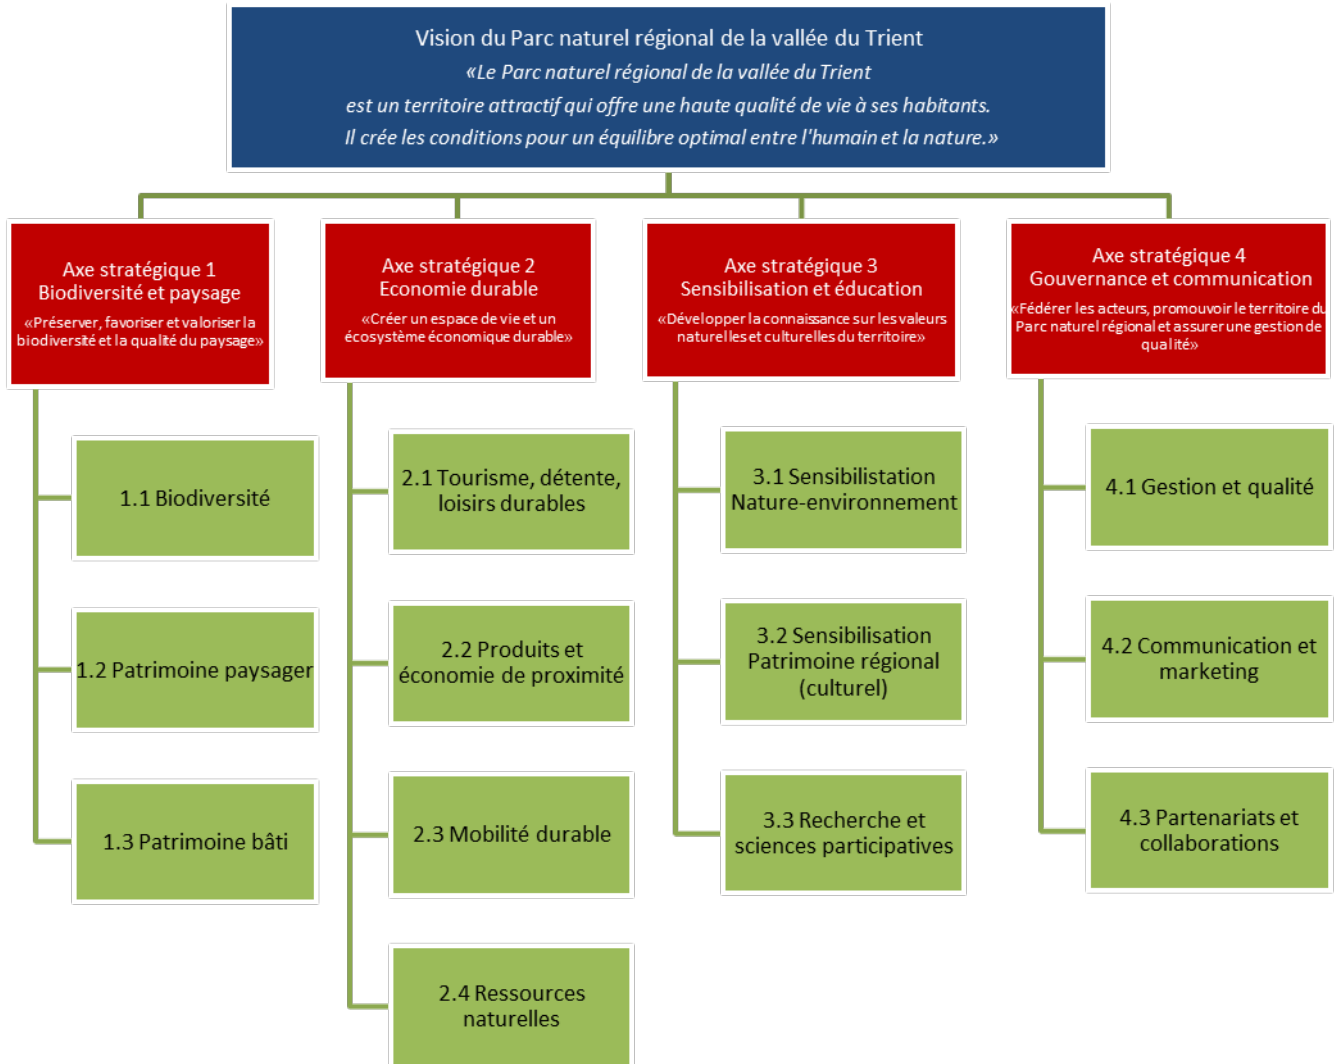 Vision du Parc naturel régional de la vallée du Trient
«Le Parc naturel régional de la vallée du Trient
est un territoire attractif qui offre une haute qualité de vie à ses habitants.
Il crée les conditions pour un équilibre optimal entre l'humain et la nature.»
Axe stratégique 1
Biodiversité et paysage
«Préserver, favoriser et valoriser la
biodiversité et la qualité du paysage»
1.1 Biodiversité
1.2 Patrimoine paysager
1.3 Patrimoine bâti
Axe stratégique 2
Economie durable
«Créer un espace de vie et un
écosystème économique durable»
2.1 Tourisme, détente,
loisirs durables
2.2 Produits et
économie de proximité
2.3 Mobilité durable
2.4 Ressources
naturelles
Axe stratégique 3
Sensibilisation et éducation
«Développer la connaissance sur les valeurs
naturelles et culturelles du territoire»
3.1 Sensibilistation
Nature-environnement
3.2 Sensibilisation
Patrimoine régional
(culturel)
3.3 Recherche et
sciences participatives
Axe stratégique 4
Gouvernance et communication
«Fédérer les acteurs, promouvoir le territoire du
Parc naturel régional et assurer une gestion de
qualité»
4.1 Gestion et qualité
4.2 Communication et
marketing
4.3 Partenariats et
collaborations